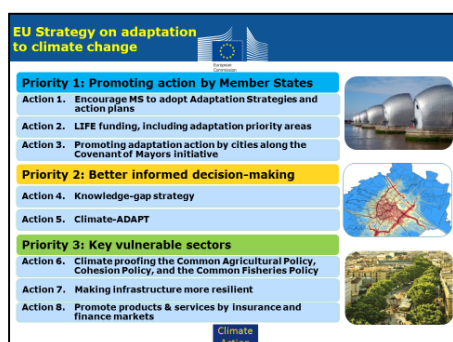 EU Strategy on adaptation
to climate change
European
Commission
Priority 1: Promoting action by Member States
Action 1. Encourage MS to adopt Adaptation Strategies and
action plans
Action 2. LIFE funding, including adaptation priority areas
Action 3. Promoting adaptation action by cities along the
Covenant of Mayors initiative
Priority 2: Better informed decision-making
Action 4. Knowledge-gap strategy
Action 5. Climate-ADAPT
Priority 3: Key vulnerable sectors
Action 6. Climate proofing the Common Agricultural Policy,
Cohesion Policy, and the Common Fisheries Policy
Action 7. Making infrastructure more resilient
Action 8. Promote products & services by insurance and
finance markets
Climate
Action